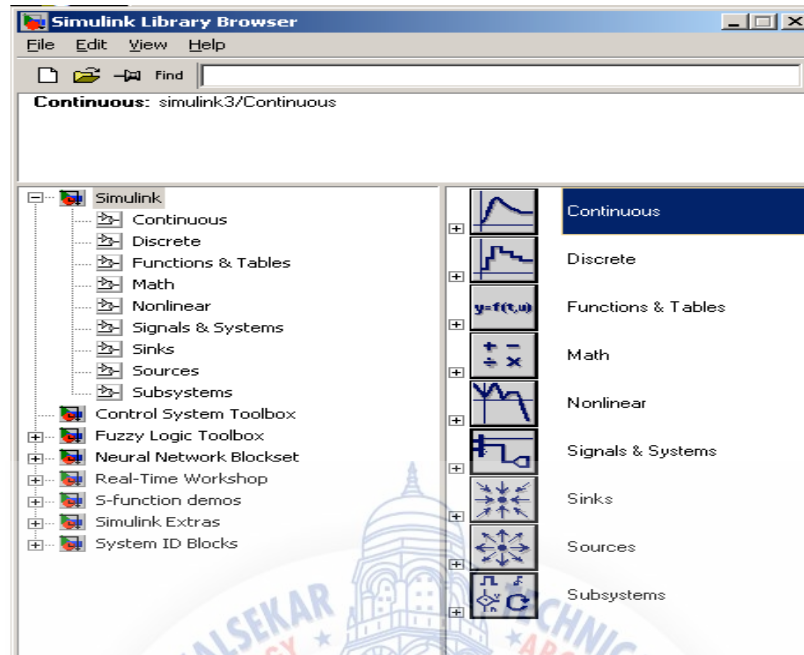 Simulink Library Browser
File Edit View Help
Find
Continuous: simulink3/Continuous
Simulink
Continuous
Discrete
Functions & Tables
Math
Nonlinear
Signals & Systems
Sinks
Sources
Subsystems
Control System Toolbox
Fuzzy Logic Toolbox
Neural Network Blockset
Real-Time Workshop
S-function demos
Simulink Extras
System ID Blocks
Continuous
Discrete
y=f(t,u) Functions & Tables
Math
Nonlinear
Signals & Systems
Sinks
Sources
Subsystems